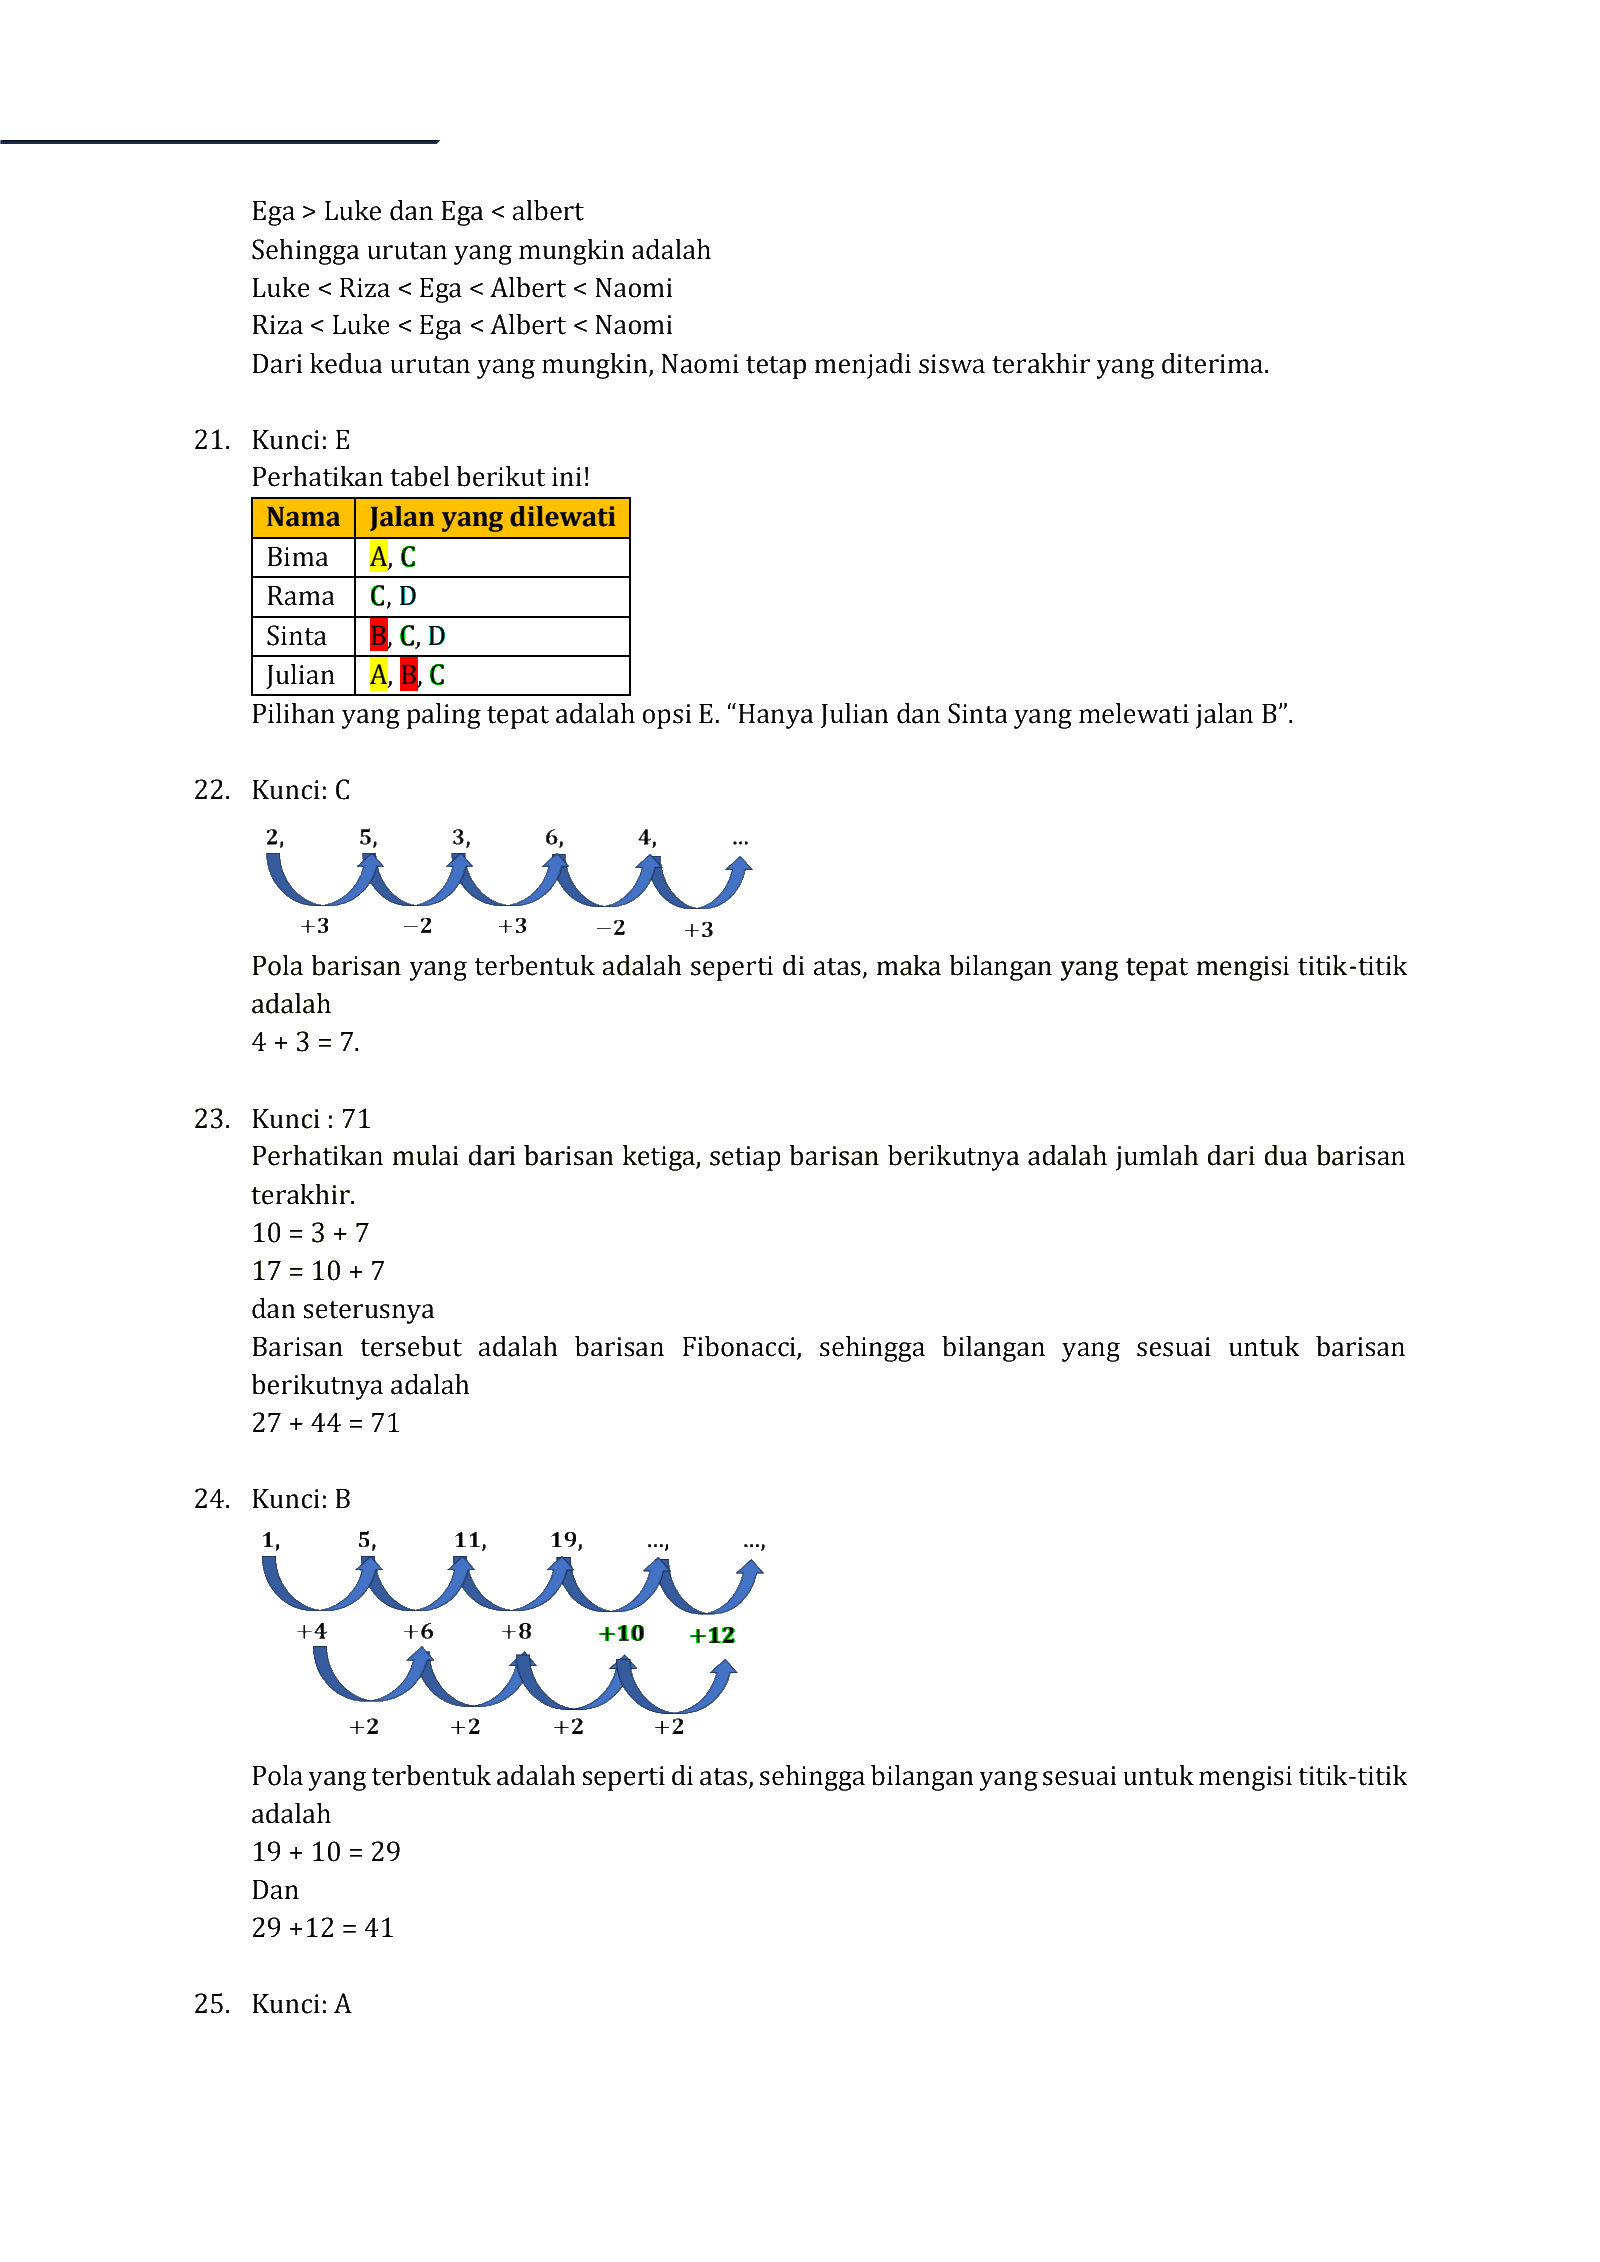 Ega > Luke dan Ega < albert
Sehingga urutan yang mungkin adalah
Luke < Riza < Ega < Albert < Naomi
Riza < Luke < Ega < Albert < Naomi
Dari kedua urutan yang mungkin, Naomi tetap menjadi siswa terakhir yang diterima.
21. Kunci: E
Perhatikan tabel berikut ini!
Nama Jalan yang dilewati
Bima A, C
Rama C, D
Sinta B, C, D
Julian A, B, C
Pilihan yang paling tepat adalah opsi E. “Hanya Julian dan Sinta yang melewati jalan B”.
22. Kunci: C
2, 5, 3, 6, 4, ...
+3 −2 +3 −2 +3
Pola barisan yang terbentuk adalah seperti di atas, maka bilangan yang tepat mengisi titik-titik
adalah
4 + 3 = 7.
23. Kunci : 71
Perhatikan mulai dari barisan ketiga, setiap barisan berikutnya adalah jumlah dari dua barisan
terakhir.
10 = 3 + 7
17 = 10 + 7
dan seterusnya
Barisan tersebut adalah barisan Fibonacci, sehingga bilangan yang sesuai untuk barisan
berikutnya adalah
27 + 44 = 71
24. Kunci: B
1, 5, 11, 19, ..., ...,
+4 +6 +8 +10 +12
+2 +2 +2 +2
Pola yang terbentuk adalah seperti di atas, sehingga bilangan yang sesuai untuk mengisi titik-titik
adalah
19 + 10 = 29
Dan
29 +12 = 41
25. Kunci: A